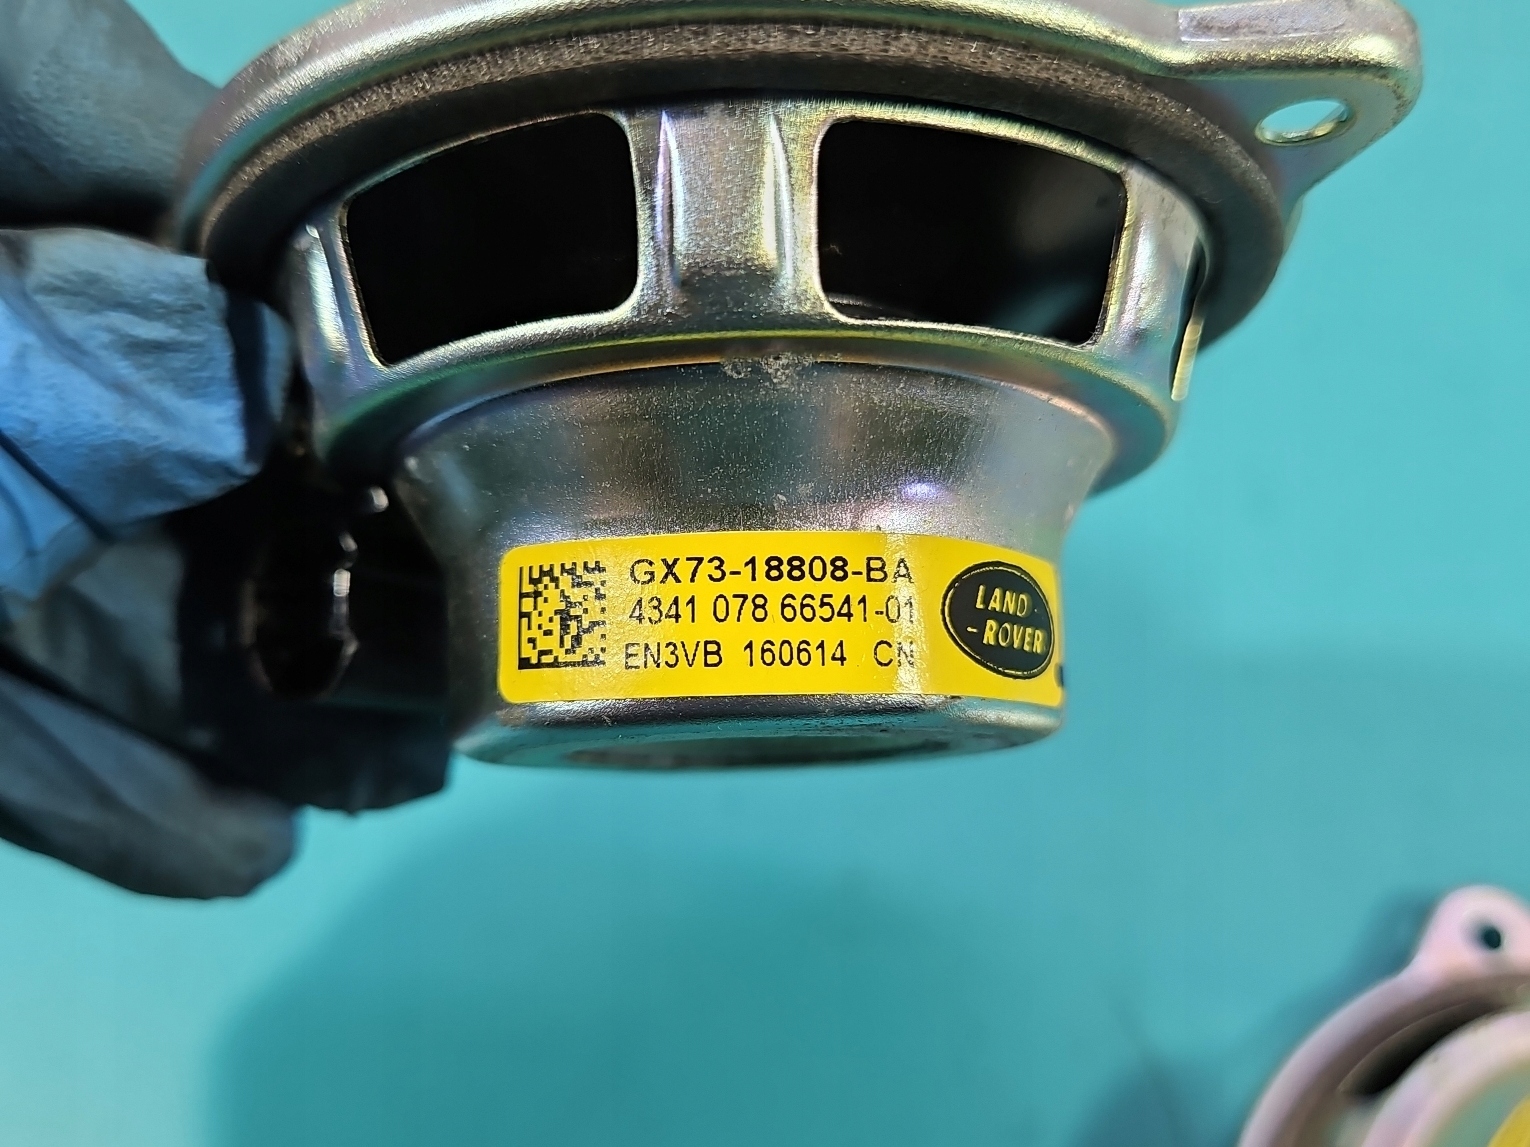 GX73-18808-BA
4341 078 66541-01
EN3VB 160614 CN
LAND-
-ROVER